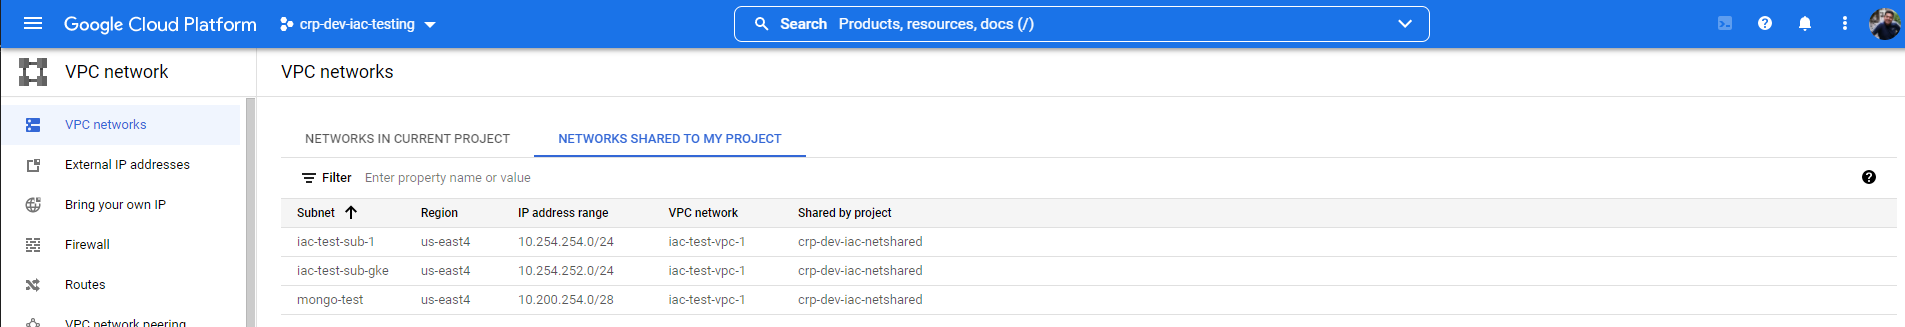 Google Cloud Platform crp-dev-iac-testing Search Products, resources, docs (/)
VPC network
VPC networks
External IP addresses
Bring your own IP
Firewall
Routes
VPC network peering
VPC networks
NETWORKS IN CURRENT PROJECT NETWORKS SHARED TO MY PROJECT
Filter Enter property name or value
Subnet Region IP address range VPC network Shared by project
iac-test-sub-1 us-east4 10.254.254.0/24 iac-test-vpc-1 crp-dev-iac-netshared
iac-test-sub-gke us-east4 10.254.252.0/24 iac-test-vpc-1 crp-dev-iac-netshared
mongo-test us-east4 10.200.254.0/28 iac-test-vpc-1 crp-dev-iac-netshared